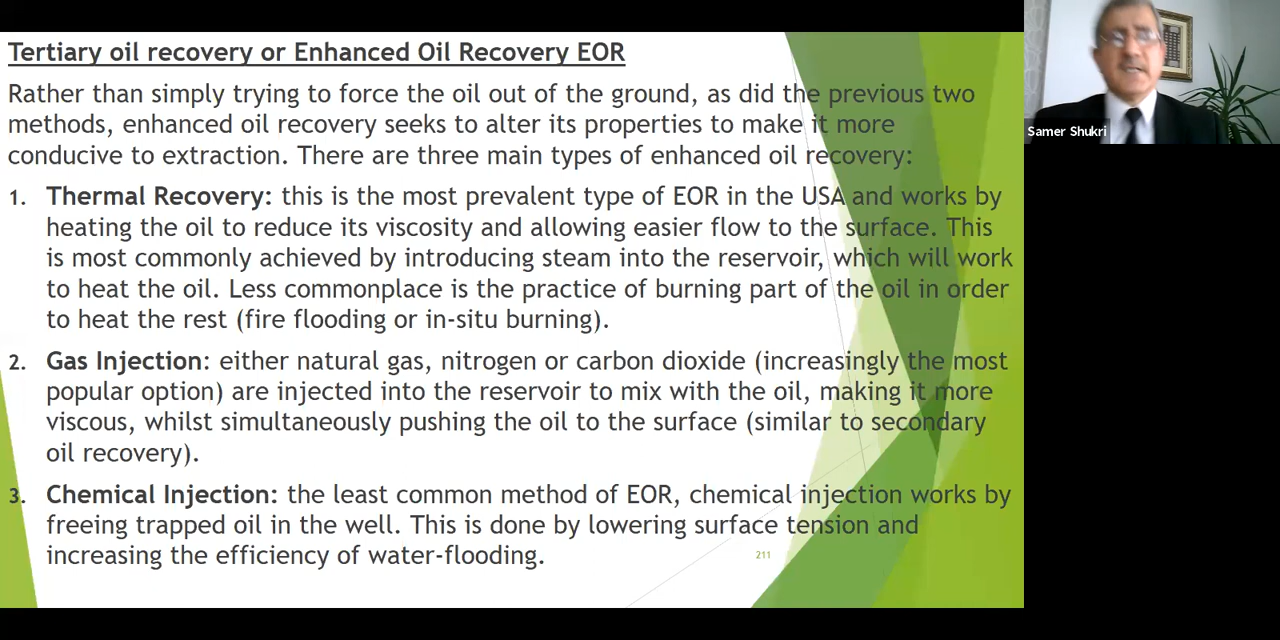 Tertiary oil recovery or Enhanced Oil Recovery EOR
Rather than simply trying to force the oil out of the ground, as did the previous two
methods, enhanced oil recovery seeks to alter its properties to make it more
conducive to extraction. There are three main types of enhanced oil recovery:
1. Thermal Recovery: this is the most prevalent type of EOR in the USA and works by
heating the oil to reduce its viscosity and allowing easier flow to the surface. This
is most commonly achieved by introducing steam into the reservoir, which will work
to heat the oil. Less commonplace is the practice of burning part of the oil in order
to heat the rest (fire flooding or in-situ burning).
2. Gas Injection: either natural gas, nitrogen or carbon dioxide (increasingly the most
popular option) are injected into the reservoir to mix with the oil, making it more
viscous, whilst simultaneously pushing the oil to the surface (similar to secondary
oil recovery).
3. Chemical Injection: the least common method of EOR, chemical injection works by
freeing trapped oil in the well. This is done by lowering surface tension and
increasing the efficiency of water-flooding.
211
Samer Shukri